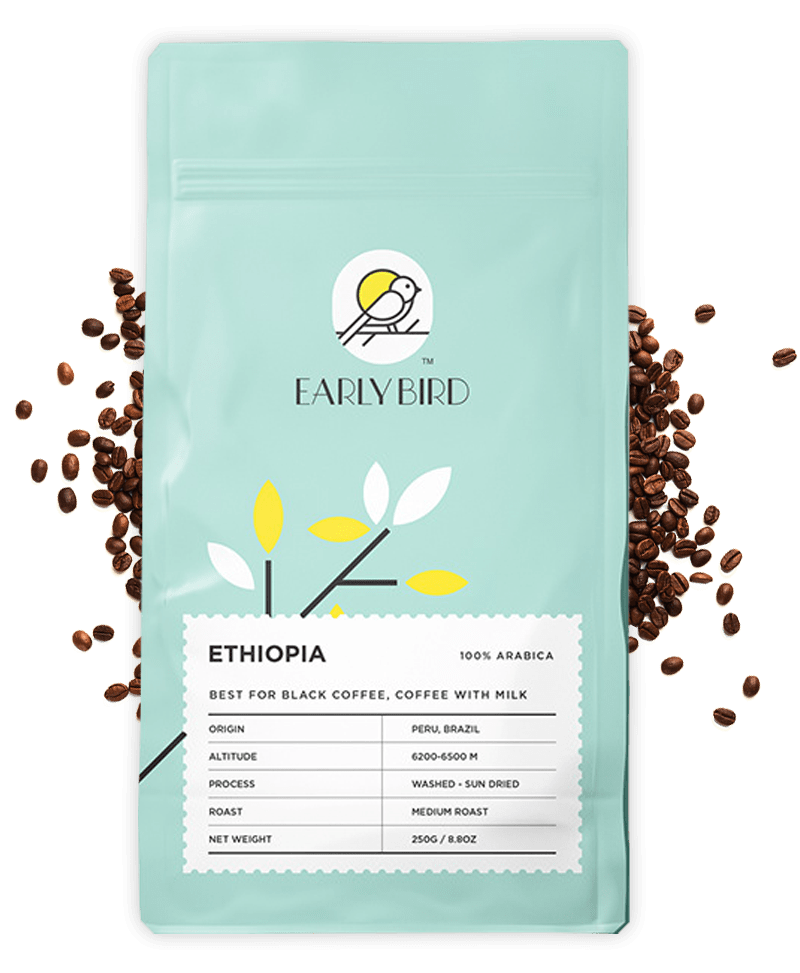 TM
EARLY BIRD
ETHIOPIA 100% ARABICA
BEST FOR BLACK COFFEE, COFFEE WITH MILK
ORIGIN PERU, BRAZIL
ALTITUDE 6200-6500 M
PROCESS WASHED - SUN DRIED
ROAST MEDIUM ROAST
NET WEIGHT 250G / 8.8OZ